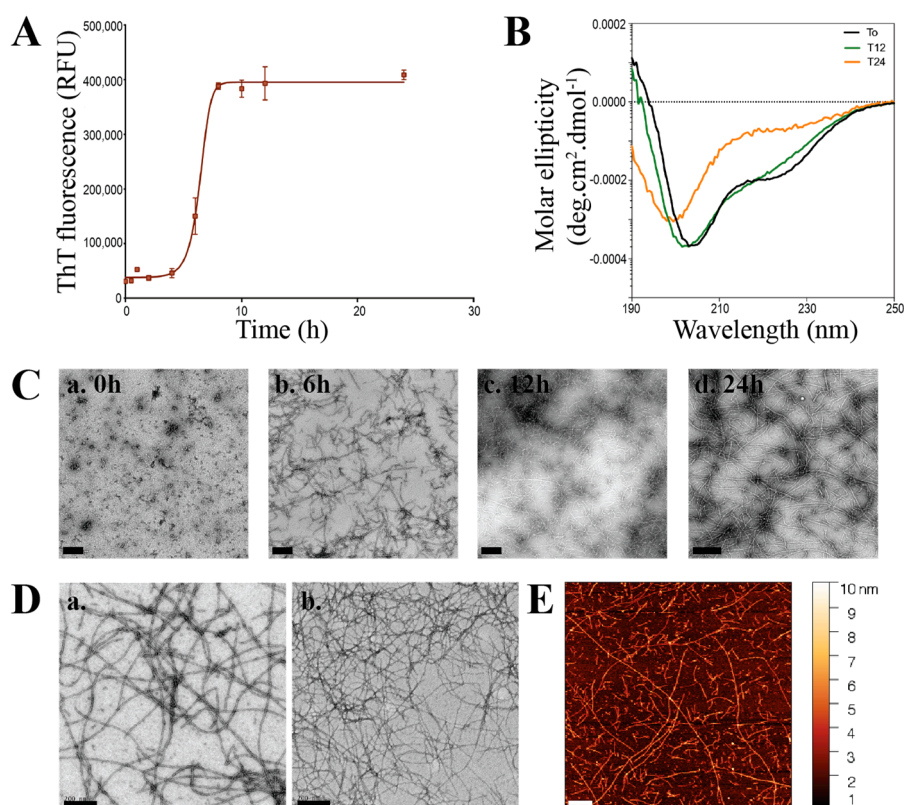 A
500,000
400,000
300,000
200,000
100,000
0
0
10
20
30
ThT fluorescence (RFU)
Time (h)
B
0.0002
0.0000
-0.0002
-0.0004
190
210
230
250
Molar ellipticity
(deg.cm².dmol⁻¹)
Wavelength (nm)
To
T12
T24
C
a. 0h
b. 6h
c. 12h
d. 24h
D
a.
b.
E
10 nm
9
8
7
6
5
4
3
2
1